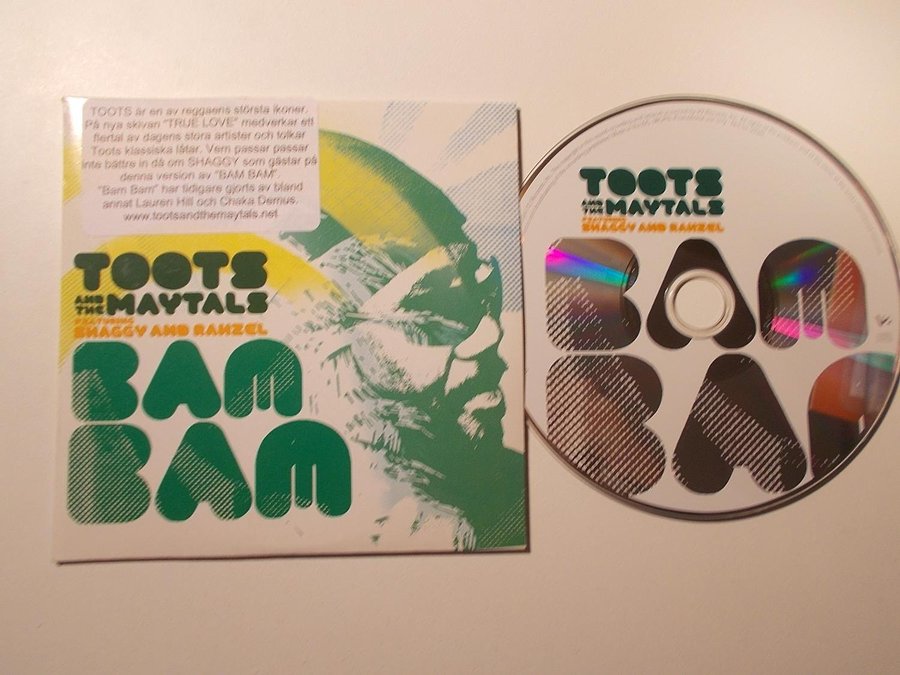 TOOTS är en av reggaens största ikoner.
På nya skivan "TRUE LOVE" medverkar ett
flertal av dagens stora artister och tolkar
Toots klassiska låtar. Vem passar passar
inte bättre in då om SHAGGY som gästar på
denna version av "BAM BAM".
"Bam Bam" har tidigare gjorts av bland
annat Lauren Hill och Chaka Demus.
www.tootsandthemaytals.net
TOOTS
AND THE MAYTALS
FEATURING
SHAGGY AND RAHZEL
BAM
BAM
TOOTS
AND THE MAYTALS
FEATURING
SHAGGY AND RAHZEL
BAM
BAM